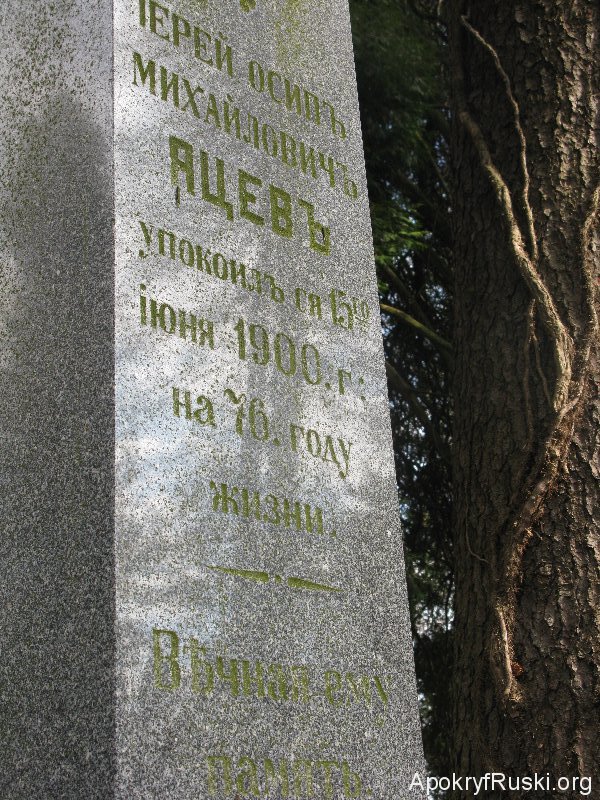 ІЕРЕЙ ОСИПЪ
МИХАЙЛОВИЧЪ
ЯЦЕВЪ
упокоилъ ся 15го
іюня 1900. г:
на 76. году
жизни.
Вѣчная ему
память.
ApokryfRuski.org